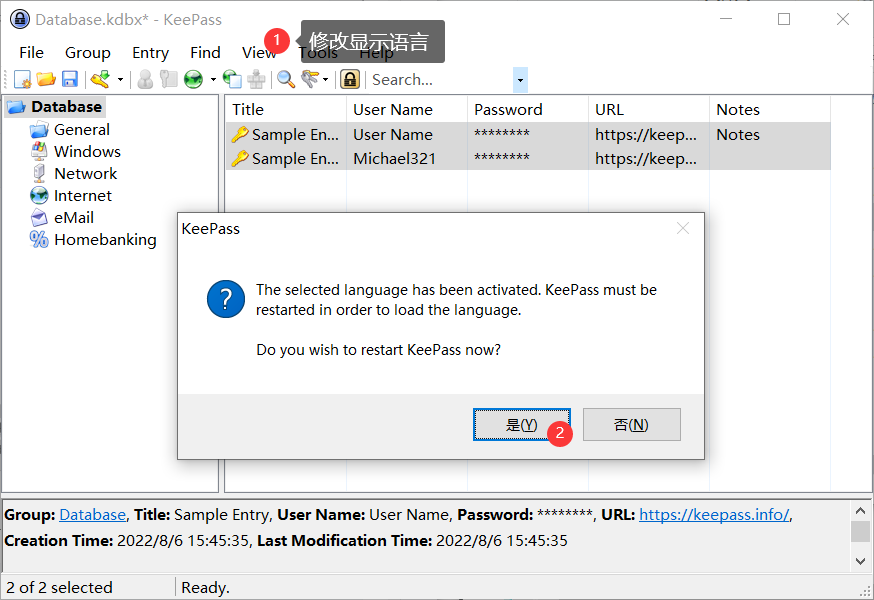 Database.kdbx* - KeePass
1 修改显示语言
File Group Entry Find View Tools Help
Search...
Database
General
Windows
Network
Internet
eMail
Homebanking
Title User Name Password URL Notes
Sample En... User Name ******** https://keep... Notes
Sample En... Michael321 ******** https://keep...
KeePass
The selected language has been activated. KeePass must be
restarted in order to load the language.
Do you wish to restart KeePass now?
是(Y) 2 否(N)
Group: Database, Title: Sample Entry, User Name: User Name, Password: ********, URL: https://keepass.info/,
Creation Time: 2022/8/6 15:45:35, Last Modification Time: 2022/8/6 15:45:35
2 of 2 selected Ready.